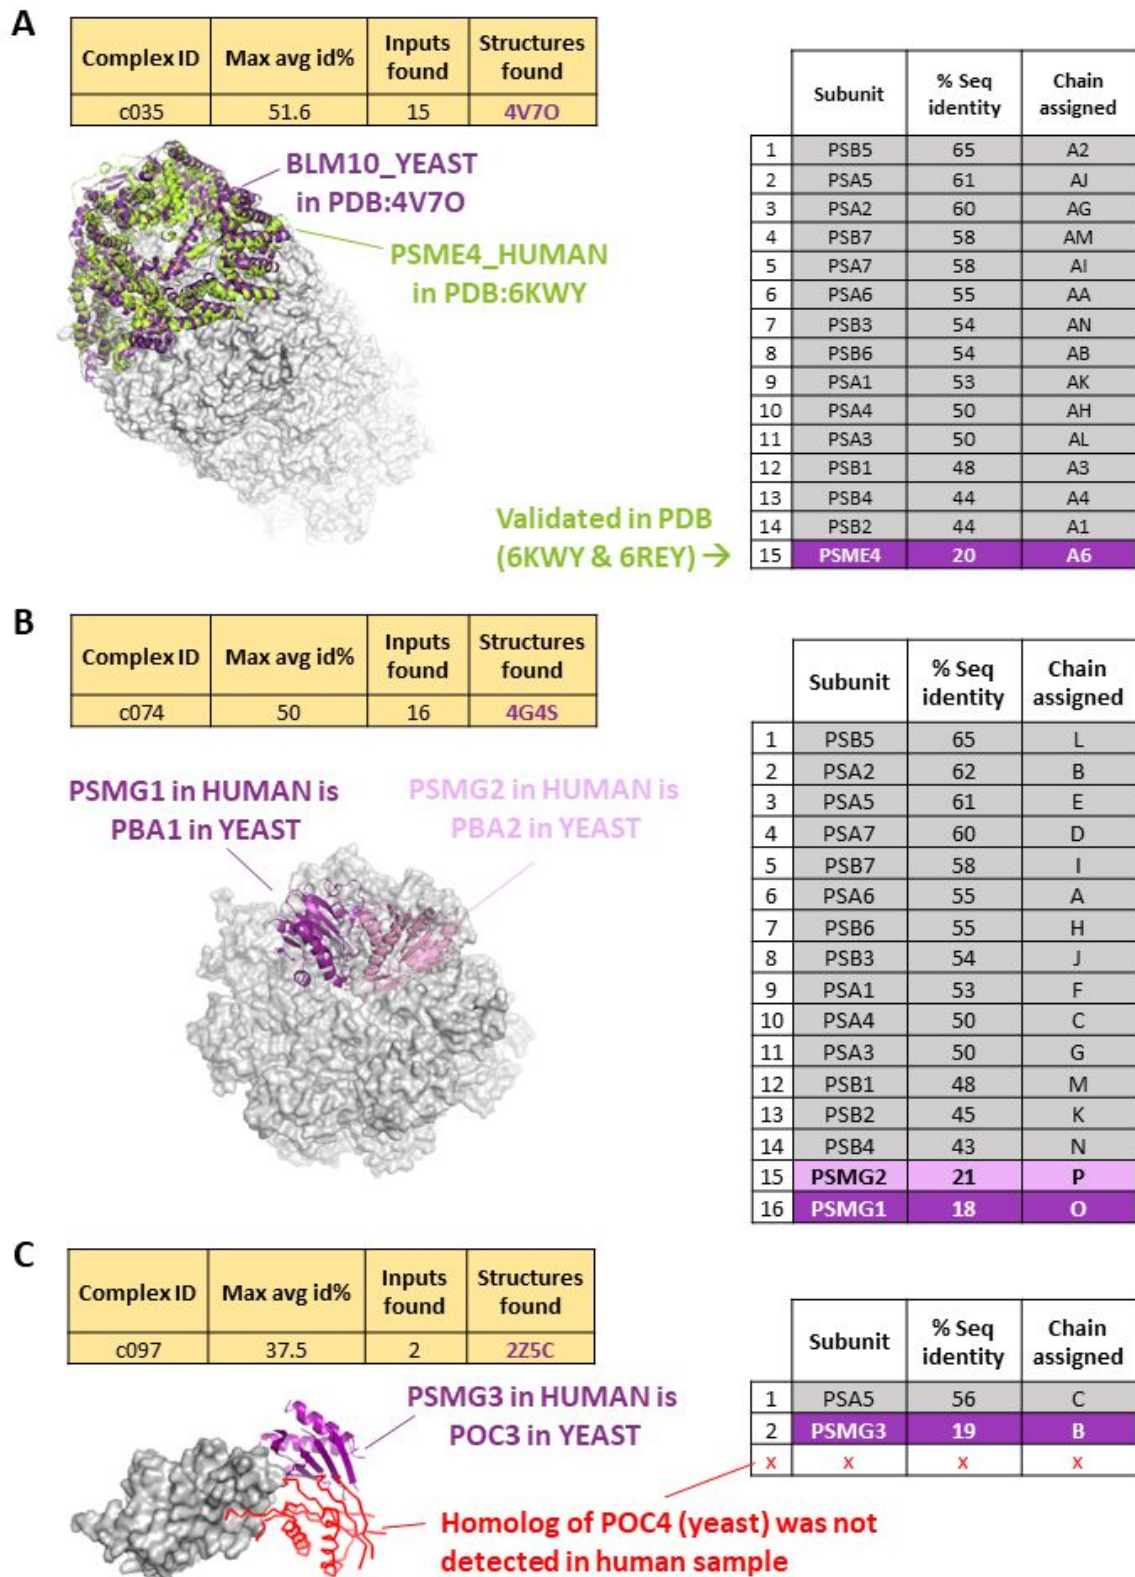 A
Complex ID Max avg id% Inputs found Structures found
c035 51.6 15 4V7O
BLM10_YEAST
in PDB:4V7O
PSME4_HUMAN
in PDB:6KWY
Validated in PDB
(6KWY & 6REY) →
Subunit % Seq identity Chain assigned
1 PSB5 65 A2
2 PSA5 61 AJ
3 PSA2 60 AG
4 PSB7 58 AM
5 PSA7 58 AI
6 PSA6 55 AA
7 PSB3 54 AN
8 PSB6 54 AB
9 PSA1 53 AK
10 PSA4 50 AH
11 PSA3 50 AL
12 PSB1 48 A3
13 PSB4 44 A4
14 PSB2 44 A1
15 PSME4 20 A6
B
Complex ID Max avg id% Inputs found Structures found
c074 50 16 4G4S
PSMG1 in HUMAN is
PBA1 in YEAST
PSMG2 in HUMAN is
PBA2 in YEAST
Subunit % Seq identity Chain assigned
1 PSB5 65 L
2 PSA2 62 B
3 PSA5 61 E
4 PSA7 60 D
5 PSB7 58 I
6 PSA6 55 A
7 PSB6 55 H
8 PSB3 54 J
9 PSA1 53 F
10 PSA4 50 C
11 PSA3 50 G
12 PSB1 48 M
13 PSB2 45 K
14 PSB4 43 N
15 PSMG2 21 P
16 PSMG1 18 O
C
Complex ID Max avg id% Inputs found Structures found
c097 37.5 2 2Z5C
PSMG3 in HUMAN is
POC3 in YEAST
Subunit % Seq identity Chain assigned
1 PSA5 56 C
2 PSMG3 19 B
x x x x
Homolog of POC4 (yeast) was not
detected in human sample